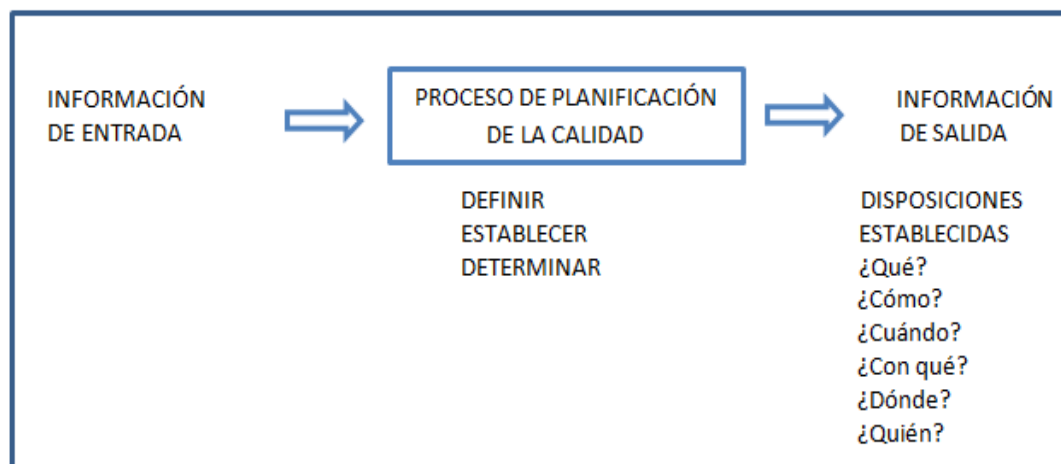 INFORMACIÓN
DE ENTRADA
PROCESO DE PLANIFICACIÓN
DE LA CALIDAD
DEFINIR
ESTABLECER
DETERMINAR
INFORMACIÓN
DE SALIDA
DISPOSICIONES
ESTABLECIDAS
¿Qué?
¿Cómo?
¿Cuándo?
¿Con qué?
¿Dónde?
¿Quién?